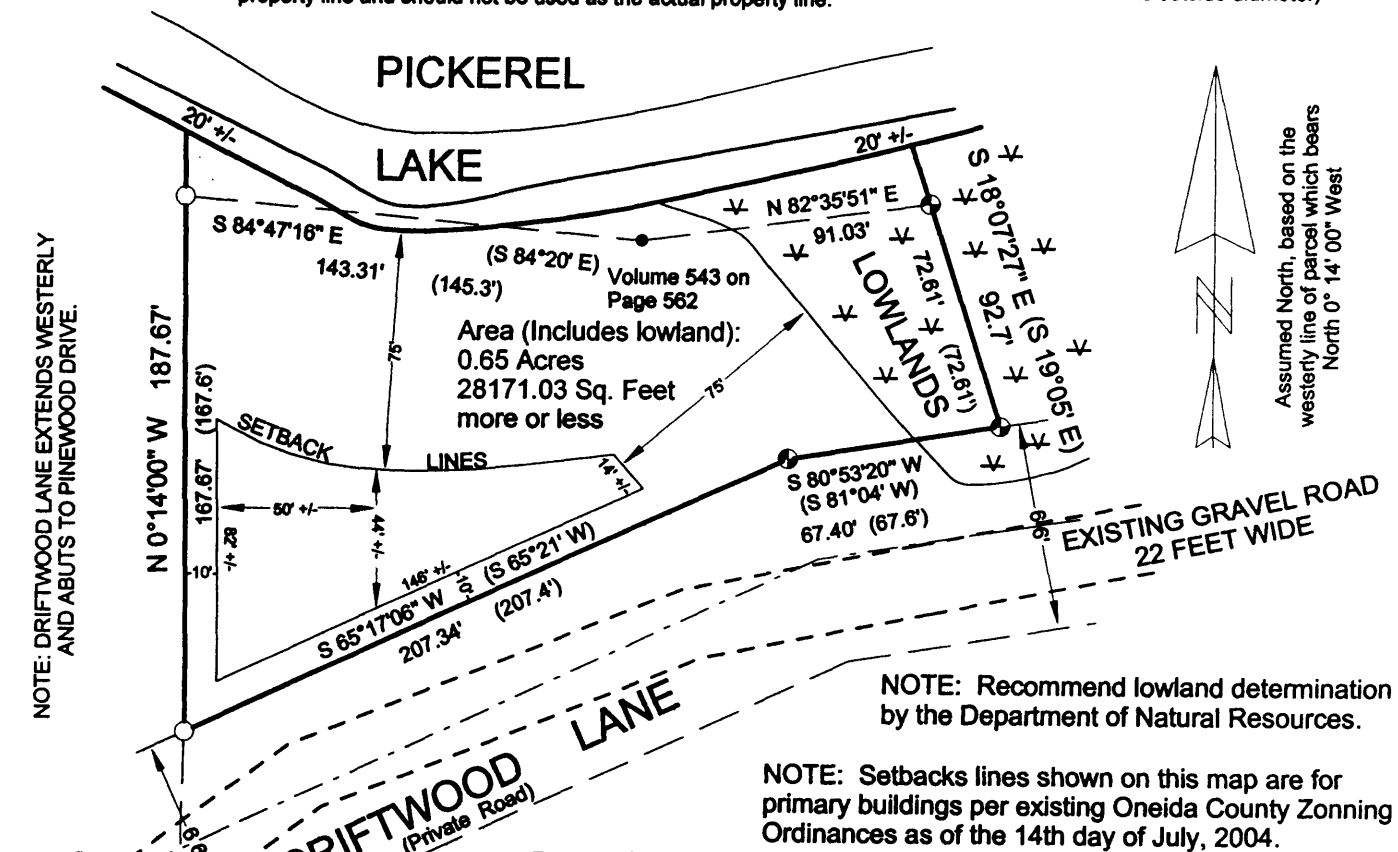 property line and should not be used as the actual property line.
PICKEREL
LAKE
20' +/-
20' +/-
S 84°47'16" E
143.31'
(S 84°20' E)
(145.3')
Volume 543 on
Page 562
N 82°35'51" E
91.03'
LOWLANDS
72.61'
(72.61')
S 18°07'27" E (S 19°05' E)
92.7'
Assumed North, based on the
westerly line of parcel which bears
North 0° 14' 00" West
N
NOTE: DRIFTWOOD LANE EXTENDS WESTERLY
AND ABUTS TO PINEWOOD DRIVE.
N 0°14'00" W 187.67'
167.67' (167.6')
Area (Includes lowland):
0.65 Acres
28171.03 Sq. Feet
more or less
75'
75'
SETBACK LINES
14' +/-
50' +/-
44' +/-
82' +/-
10'
146' +/-
10'
S 65°17'06" W (S 65°21' W)
207.34' (207.4')
S 80°53'20" W
(S 81°04' W)
67.40' (67.6')
66'
EXISTING GRAVEL ROAD
22 FEET WIDE
DRIFTWOOD LANE
(Private Road)
NOTE: Recommend lowland determination
by the Department of Natural Resources.
NOTE: Setbacks lines shown on this map are for
primary buildings per existing Oneida County Zonning
Ordinances as of the 14th day of July, 2004.